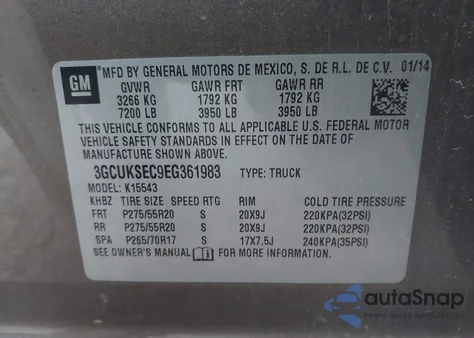 GM
MFD BY GENERAL MOTORS DE MEXICO, S. DE R.L. DE C.V. 01/14
GVWR GAWR FRT GAWR RR
3266 KG 1792 KG 1792 KG
7200 LB 3950 LB 3950 LB
THIS VEHICLE CONFORMS TO ALL APPLICABLE U.S. FEDERAL MOTOR
VEHICLE SAFETY STANDARDS IN EFFECT ON THE DATE OF
MANUFACTURE SHOWN ABOVE.
3GCUKSEC9EG361983 TYPE: TRUCK
MODEL: K15543
KHBZ TIRE SIZE SPEED RTG RIM COLD TIRE PRESSURE
FRT P275/55R20 S 20X9J 220KPA(32PSI)
RR P275/55R20 S 20X9J 220KPA(32PSI)
SPA P265/70R17 S 17X7.5J 240KPA(35PSI)
SEE OWNER'S MANUAL FOR MORE INFORMATION.
autoSnap